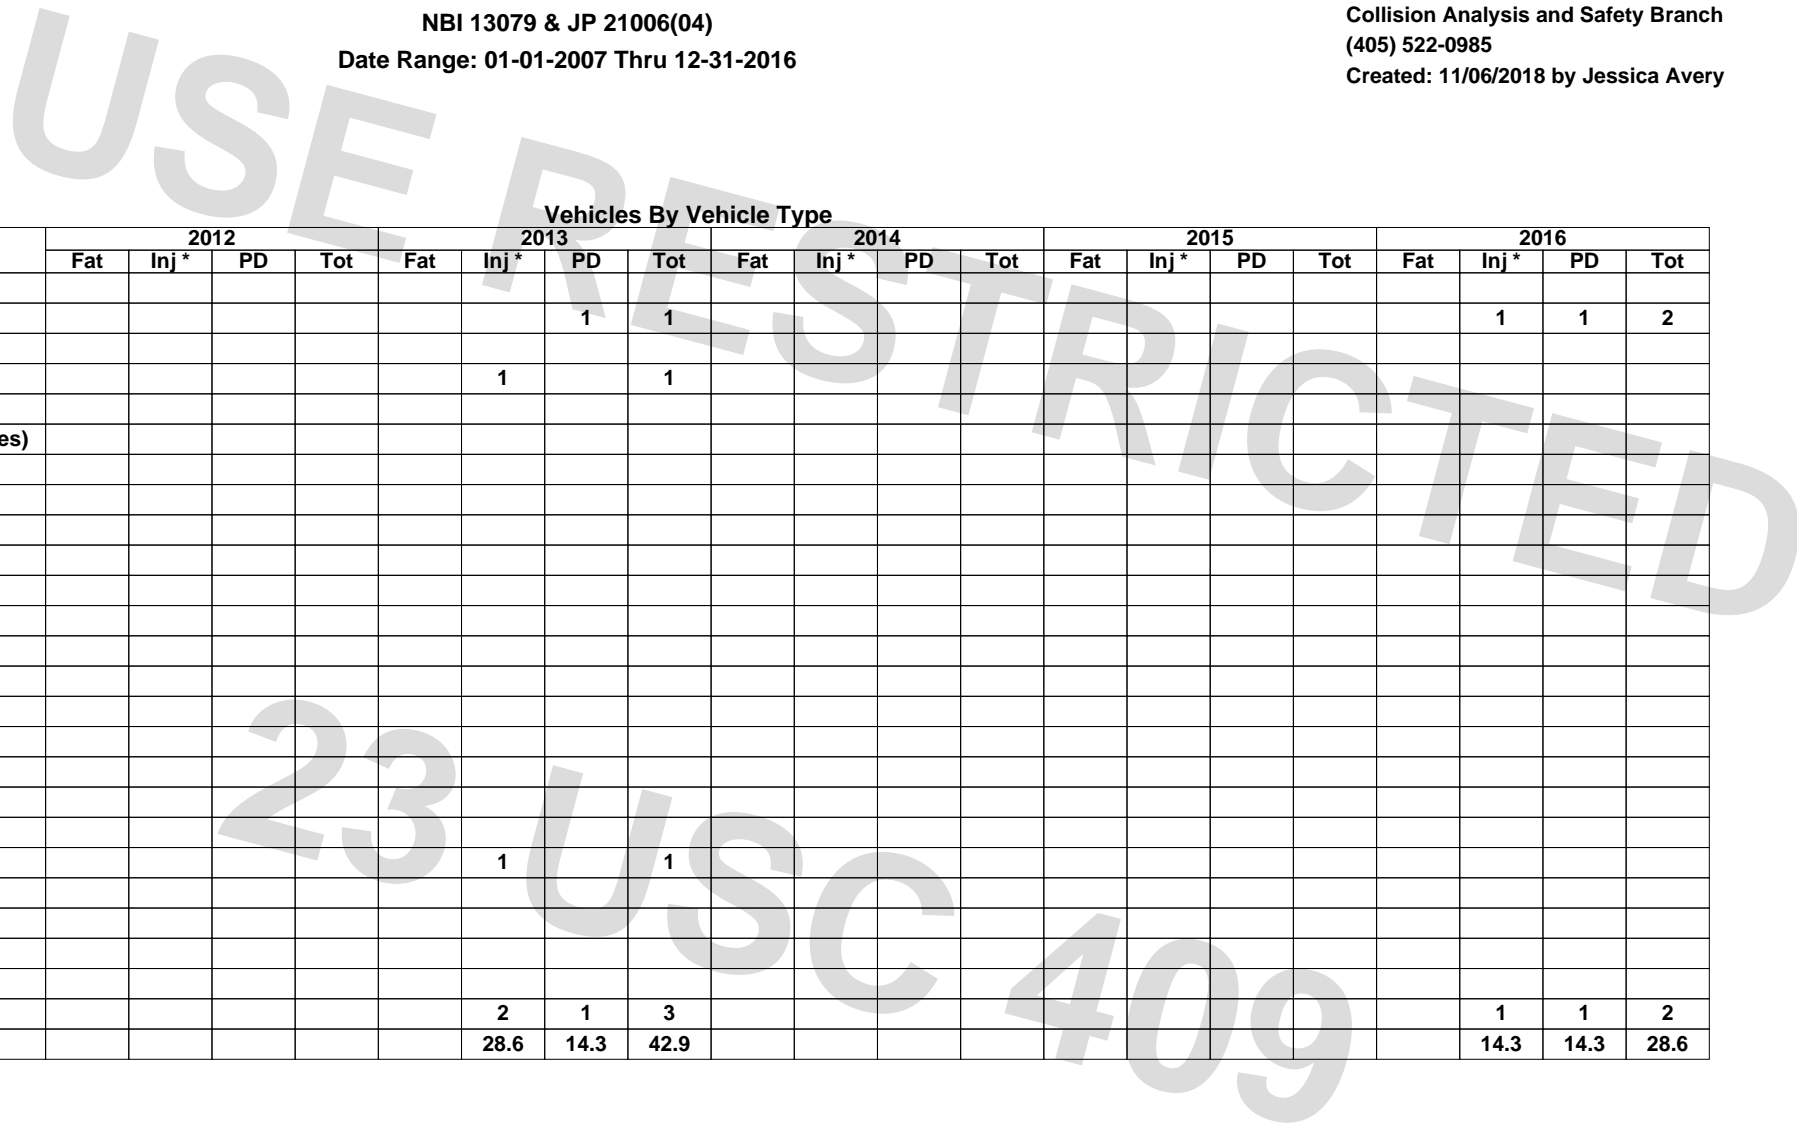 NBI 13079 & JP 21006(04)
Date Range: 01-01-2007 Thru 12-31-2016
Collision Analysis and Safety Branch
(405) 522-0985
Created: 11/06/2018 by Jessica Avery
USE RESTRICTED
Vehicles By Vehicle Type
2012 2013 2014 2015 2016
Fat Inj * PD Tot Fat Inj * PD Tot Fat Inj * PD Tot Fat Inj * PD Tot Fat Inj * PD Tot
1 1 1 1 2
1 1
es)
1 1
2 1 3 1 1 2
28.6 14.3 42.9 14.3 14.3 28.6
23 USC 409